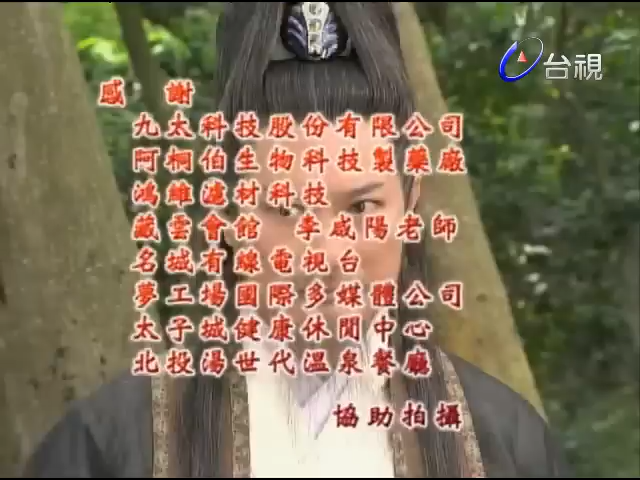 台視
感謝
九太科技股份有限公司
阿桐伯生物科技製藥廠
鴻維濾材科技
藏雲會館 李咸陽老師
名城有線電視台
夢工場國際多媒體公司
太子城健康休閒中心
北投湯世代溫泉餐廳
協助拍攝